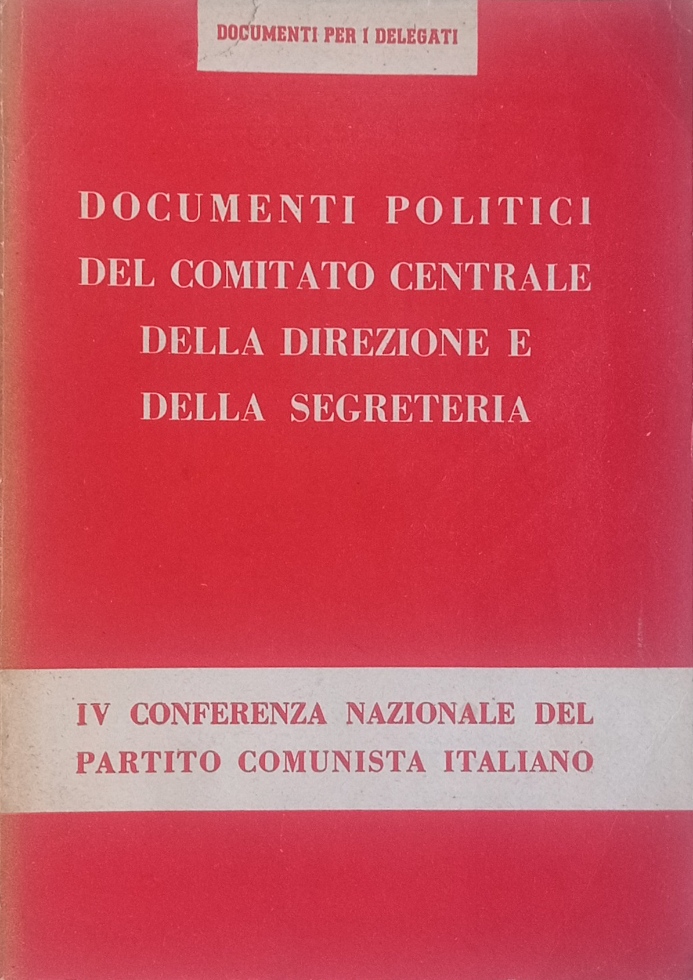 DOCUMENTI PER I DELEGATI
DOCUMENTI POLITICI
DEL COMITATO CENTRALE
DELLA DIREZIONE E
DELLA SEGRETERIA
IV CONFERENZA NAZIONALE DEL
PARTITO COMUNISTA ITALIANO